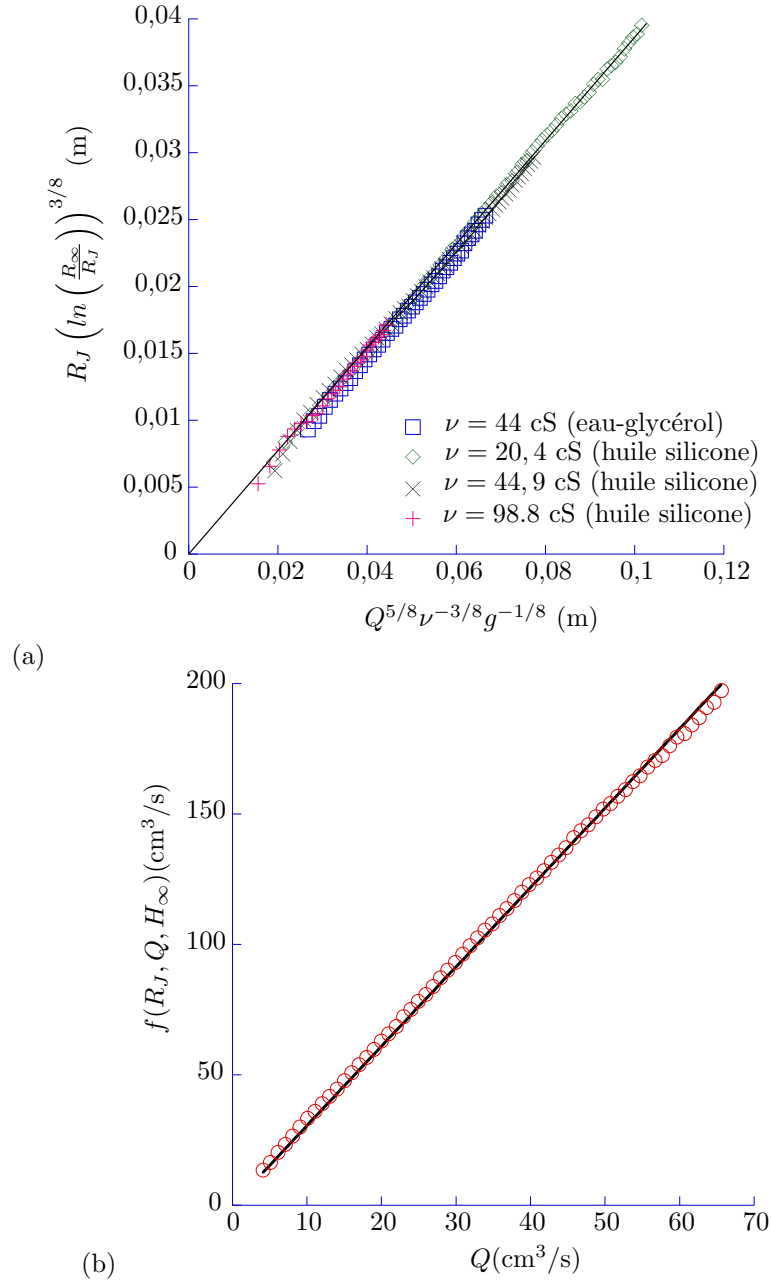 0,04
0,035
0,03
0,025
0,02
0,015
0,01
0,005
0
R_J (ln (R_∞/R_J))^{3/8} (m)
ν = 44 cS (eau-glycérol)
ν = 20, 4 cS (huile silicone)
ν = 44, 9 cS (huile silicone)
ν = 98.8 cS (huile silicone)
0 0,02 0,04 0,06 0,08 0,1 0,12
Q^{5/8}ν^{−3/8}g^{−1/8} (m)
(a)
200
150
100
50
0
f(R_J, Q, H_∞)(cm³/s)
0 10 20 30 40 50 60 70
Q(cm³/s)
(b)